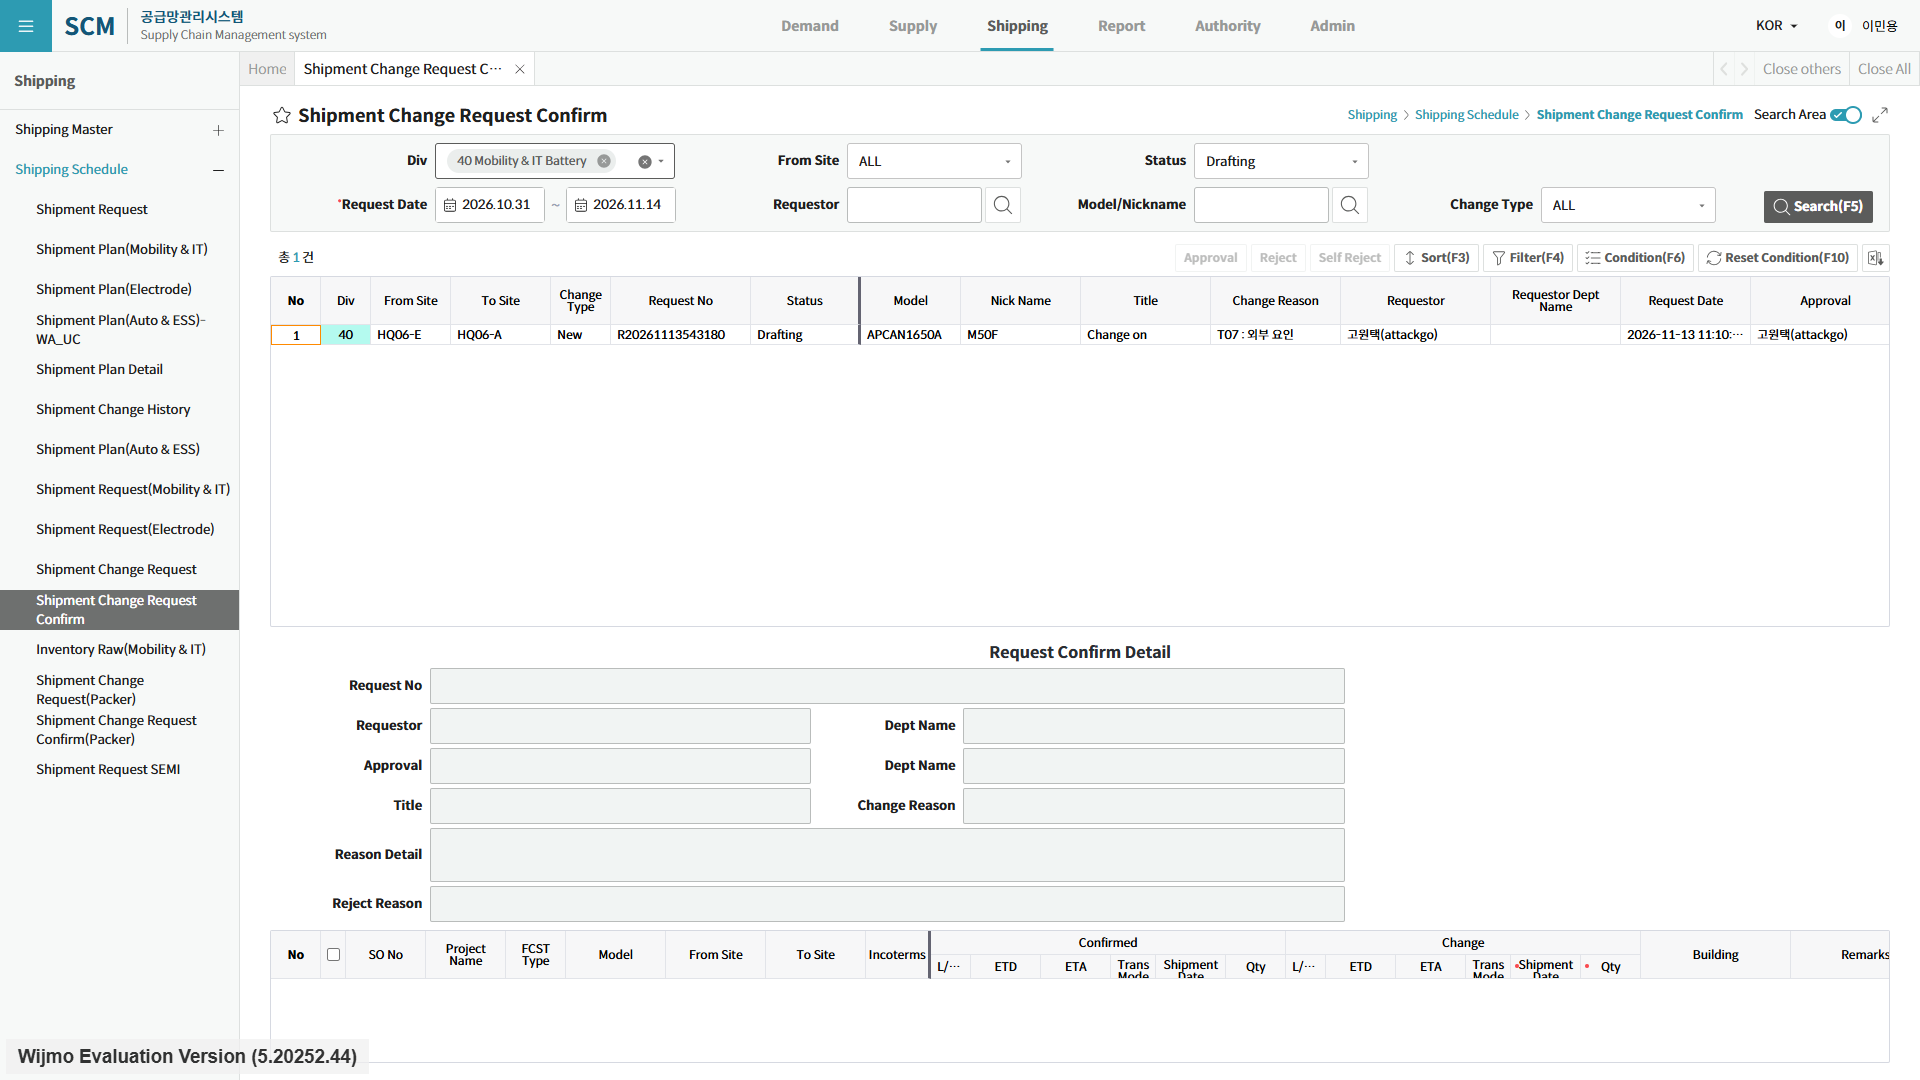 SCM
공급망관리시스템
Supply Chain Management system
Demand
Supply
Shipping
Report
Authority
Admin
KOR
이
이민용
Shipping
Home
Shipment Change Request C···
Close others
Close All
Shipping Master
Shipping Schedule
Shipment Request
Shipment Plan(Mobility & IT)
Shipment Plan(Electrode)
Shipment Plan(Auto & ESS)-
WA_UC
Shipment Plan Detail
Shipment Change History
Shipment Plan(Auto & ESS)
Shipment Request(Mobility & IT)
Shipment Request(Electrode)
Shipment Change Request
Shipment Change Request
Confirm
Inventory Raw(Mobility & IT)
Shipment Change
Request(Packer)
Shipment Change Request
Confirm(Packer)
Shipment Request SEMI
Shipment Change Request Confirm
Shipping > Shipping Schedule > Shipment Change Request Confirm
Search Area
Div
40 Mobility & IT Battery
From Site
ALL
Status
Drafting
*Request Date
2026.10.31 ~ 2026.11.14
Requestor
Model/Nickname
Change Type
ALL
Search(F5)
총 1 건
Approval
Reject
Self Reject
Sort(F3)
Filter(F4)
Condition(F6)
Reset Condition(F10)
No Div From Site To Site Change Type Request No Status Model Nick Name Title Change Reason Requestor Requestor Dept Name Request Date Approval
1 40 HQ06-E HQ06-A New R20261113543180 Drafting APCAN1650A M50F Change on T07 : 외부 요인 고원택(attackgo) 2026-11-13 11:10:··· 고원택(attackgo)
Request Confirm Detail
Request No
Requestor
Dept Name
Approval
Dept Name
Title
Change Reason
Reason Detail
Reject Reason
No SO No Project Name FCST Type Model From Site To Site Incoterms Confirmed Change Building Remarks
L/··· ETD ETA Trans Mode Shipment Date Qty L/··· ETD ETA Trans Mode Shipment Date Qty
Wijmo Evaluation Version (5.20252.44)